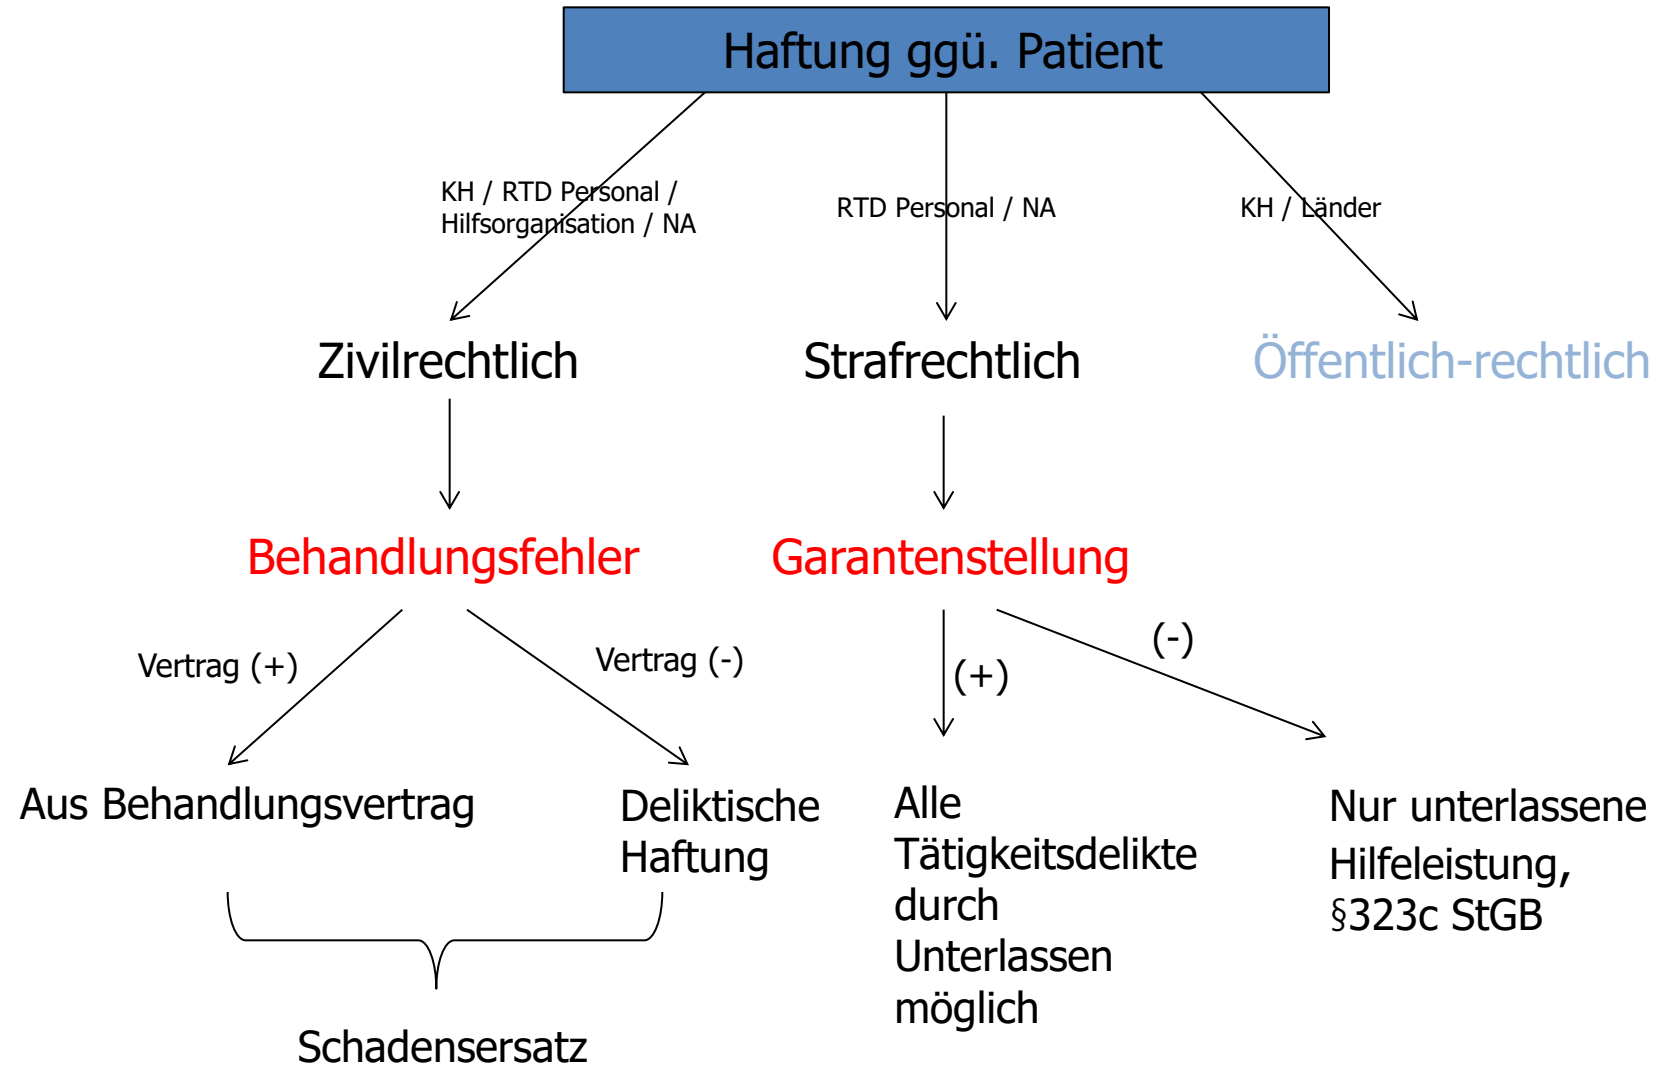 Haftung ggü. Patient
KH / RTD Personal /
Hilfsorganisation / NA
RTD Personal / NA
KH / Länder
Zivilrechtlich
Strafrechtlich
Öffentlich-rechtlich
Behandlungsfehler
Garantenstellung
Vertrag (+)
Vertrag (-)
(+)
(-)
Aus Behandlungsvertrag
Deliktische
Haftung
Alle
Tätigkeitsdelikte
durch
Unterlassen
möglich
Nur unterlassene
Hilfeleistung,
§323c StGB
Schadensersatz